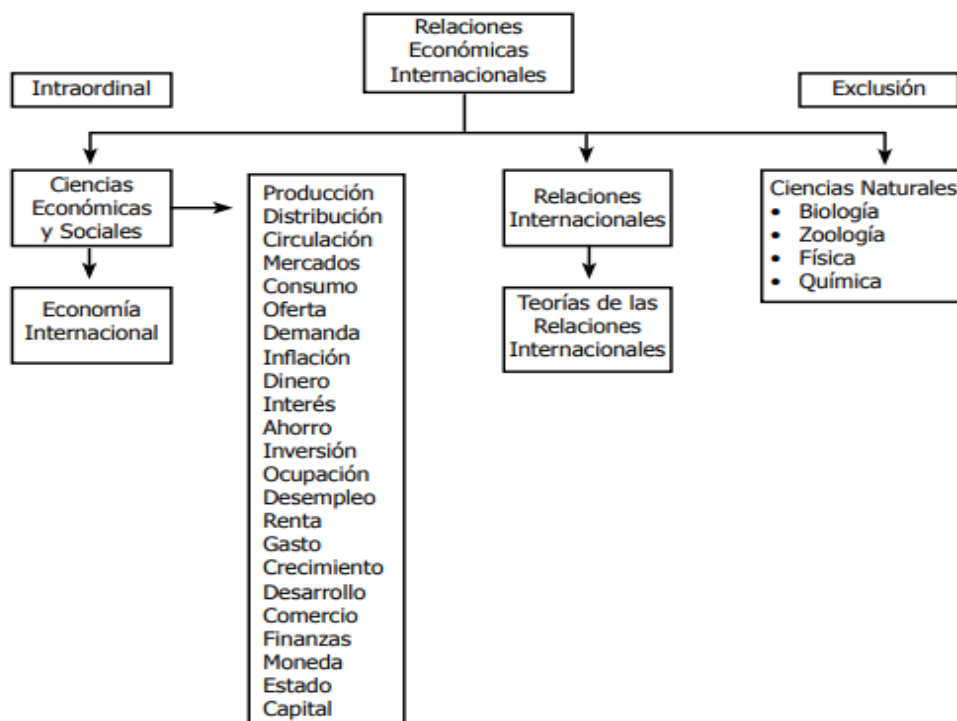 Relaciones
Económicas
Internacionales
Intraordinal
Exclusión
Ciencias
Económicas
y Sociales
Economía
Internacional
Producción
Distribución
Circulación
Mercados
Consumo
Oferta
Demanda
Inflación
Dinero
Interés
Ahorro
Inversión
Ocupación
Desempleo
Renta
Gasto
Crecimiento
Desarrollo
Comercio
Finanzas
Moneda
Estado
Capital
Relaciones
Internacionales
Teorías de las
Relaciones
Internacionales
Ciencias Naturales
• Biología
• Zoología
• Física
• Química